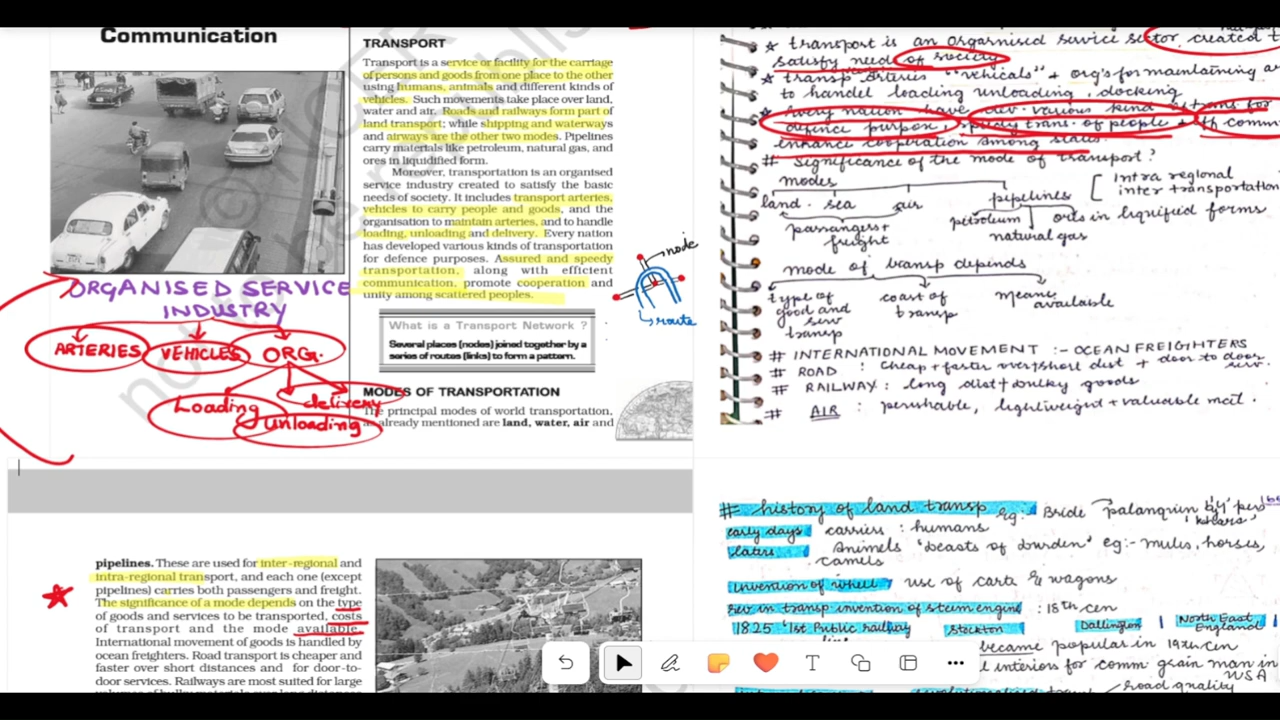 Communication
TRANSPORT
Transport is a service or facility for the carriage
of persons and goods from one place to the other
using humans, animals and different kinds of
vehicles. Such movements take place over land,
water and air. Roads and railways form part of
land transport; while shipping and waterways
and airways are the other two modes. Pipelines
carry materials like petroleum, natural gas, and
ores in liquidified form.
Moreover, transportation is an organised
service industry created to satisfy the basic
needs of society. It includes transport arteries,
vehicles to carry people and goods, and the
organisation to maintain arteries, and to handle
loading, unloading and delivery. Every nation
has developed various kinds of transportation
for defence purposes. Assured and speedy
transportation, along with efficient
communication, promote cooperation and
unity among scattered peoples.
What is a Transport Network ?
Several places (nodes) joined together by a
series of routes (links) to form a pattern.
MODES OF TRANSPORTATION
The principal modes of world transportation,
as already mentioned are land, water, air and
node
route
ORGANISED SERVICE
INDUSTRY
ARTERIES VEHICLES ORG.
Loading delivery
Unloading
pipelines. These are used for inter-regional and
intra-regional transport, and each one (except
pipelines) carries both passengers and freight.
The significance of a mode depends on the type
of goods and services to be transported, costs
of transport and the mode available.
International movement of goods is handled by
ocean freighters. Road transport is cheaper and
faster over short distances and for door-to-
door services. Railways are most suited for large
* transport is an organised service sector created t
satisfy need of society
* transp arteries "vehicals" + org's for maintaining
to handel loading unloading, docking
* Every nation have dev. various kind of trans for
defence purpon, speedy trans. of people +
enhance cooperation among
# Significance of the mode of transport?
modes
land sea air pipelines [ intra regional
inter transportation
passangers +
freight
petroleum natural gas in liquified forms
mode of transp depends
type of
good and
serv
transp
coast of
transp
means
available
# INTERNATIONAL MOVEMENT :- OCEAN FREIGHTERS
# ROAD : cheap + faster over short dist + door to door
serv.
# RAILWAY : long dist + bulky goods
# AIR : perishable, lightweight + valuable mat.
# history of land transp eg:- Bride palanquin by
early days carriers : humans
laters animels 'beasts of burden' eg:- mules, horses,
camels
invention of wheel use of carts & wagons
rev in transp invention of steam engine : 18th cen
1825 '1st Public railway Stockton Dallington | North East
England
became popular in 19th cen
interiors for comm grain man in
USA
road quality
T